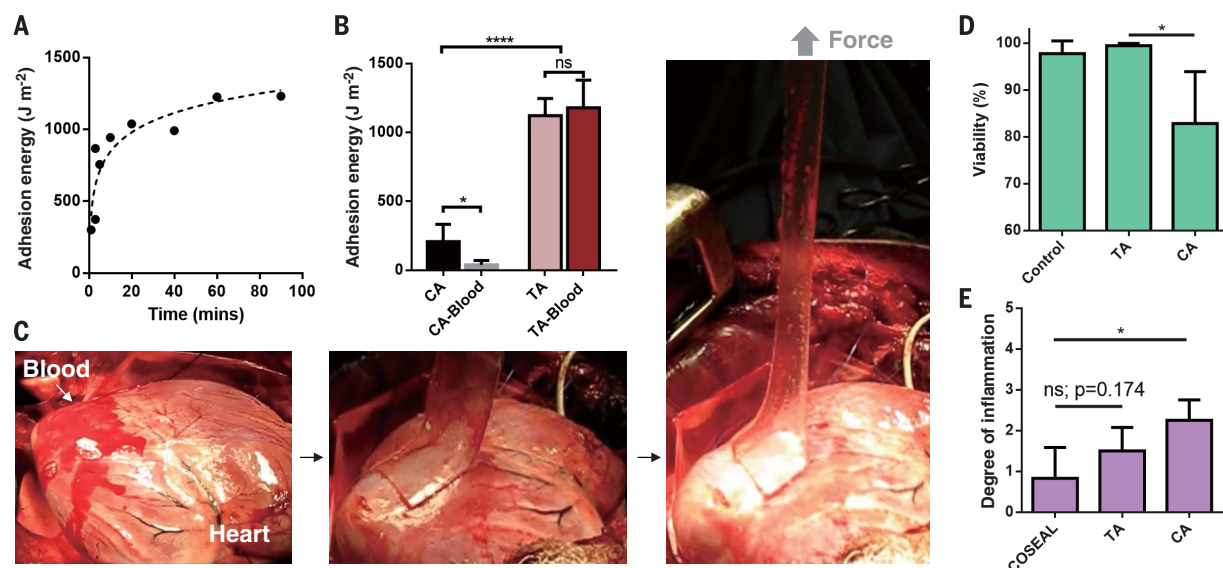 A
Adhesion energy (J m-2)
1500
1000
500
0
0 20 40 60 80 100
Time (mins)
B
Adhesion energy (J m-2)
1500
1000
500
0
****
ns
*
CA
CA-Blood
TA
TA-Blood
C
Blood
Heart
Force
D
Viability (%)
100
90
80
70
60
*
Control
TA
CA
E
Degree of inflammation
5
4
3
2
1
0
*
ns; p=0.174
COSEAL
TA
CA